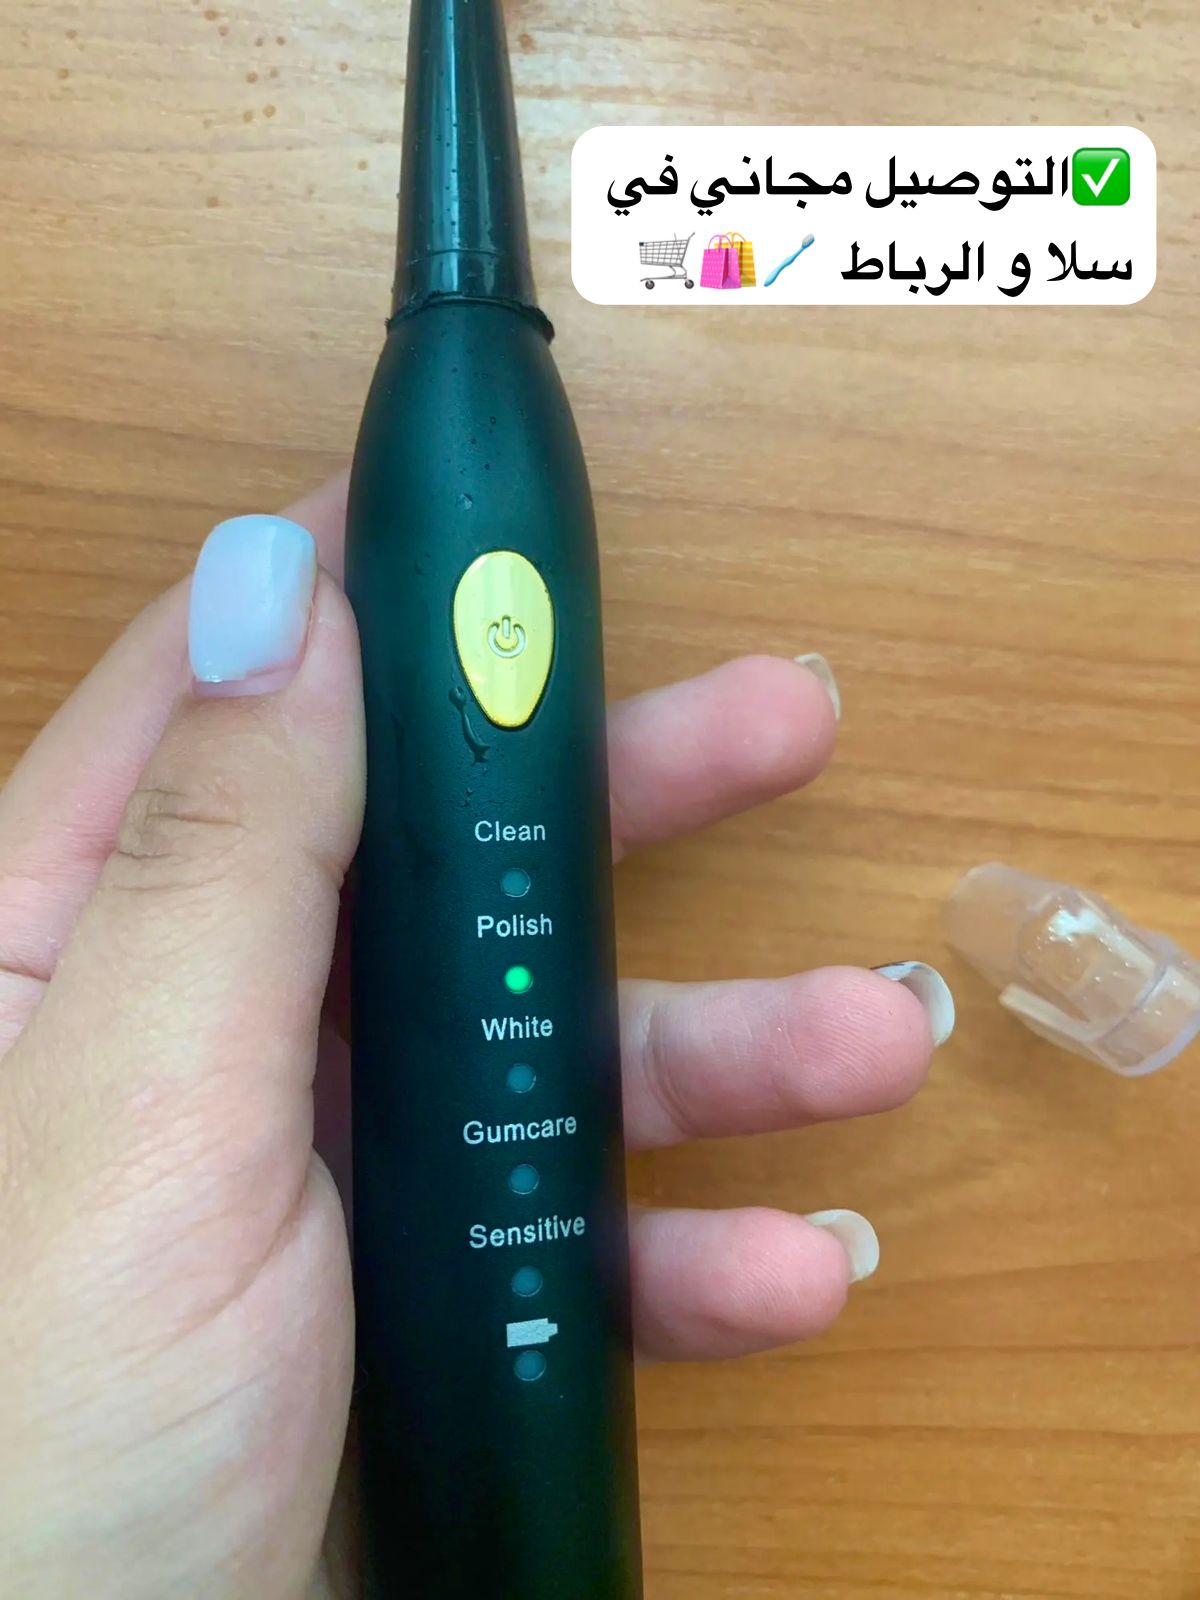 ✅التوصيل مجاني في
سلا و الرباط 🪥🛍️🛒
Clean
Polish
White
Gumcare
Sensitive